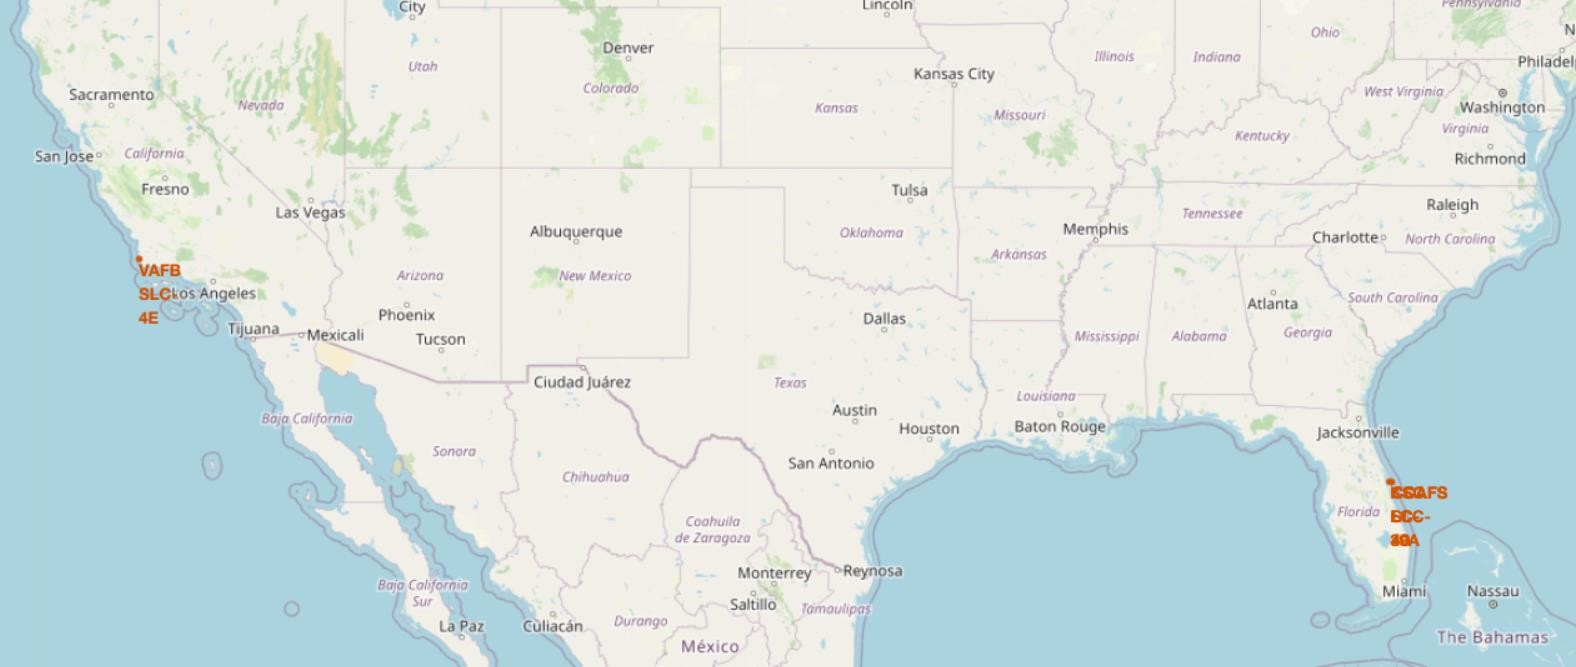 City
Lincoln
Pennsylvania
Denver
Ohio
Utah
Illinois
Indiana
Kansas City
Sacramento
Colorado
West Virginia
Nevada
Kansas
Washington
Missouri
Virginia
Kentucky
San Jose
California
Richmond
Fresno
Tulsa
Las Vegas
Raleigh
Tennessee
Albuquerque
Oklahoma
Memphis
Charlotte
North Carolina
Arkansas
VAFB
SLC-
4E
Arizona
New Mexico
Los Angeles
South Carolina
Atlanta
Phoenix
Dallas
Tijuana
Mexicali
Tucson
Mississippi
Alabama
Georgia
Ciudad Juárez
Texas
Louisiana
Austin
Baja California
Houston
Baton Rouge
Jacksonville
Sonora
San Antonio
Chihuahua
Florida
Coahuila
de Zaragoza
Monterrey
Reynosa
Baja California
Sur
Miami
Nassau
Saltillo
Tamaulipas
La Paz
Culiacán
Durango
The Bahamas
México